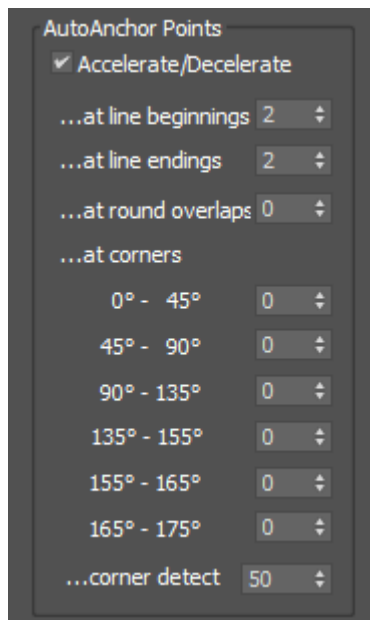 AutoAnchor Points
Accelerate/Decelerate
...at line beginnings 2
...at line endings 2
...at round overlaps 0
...at corners
0° - 45° 0
45° - 90° 0
90° - 135° 0
135° - 155° 0
155° - 165° 0
165° - 175° 0
...corner detect 50